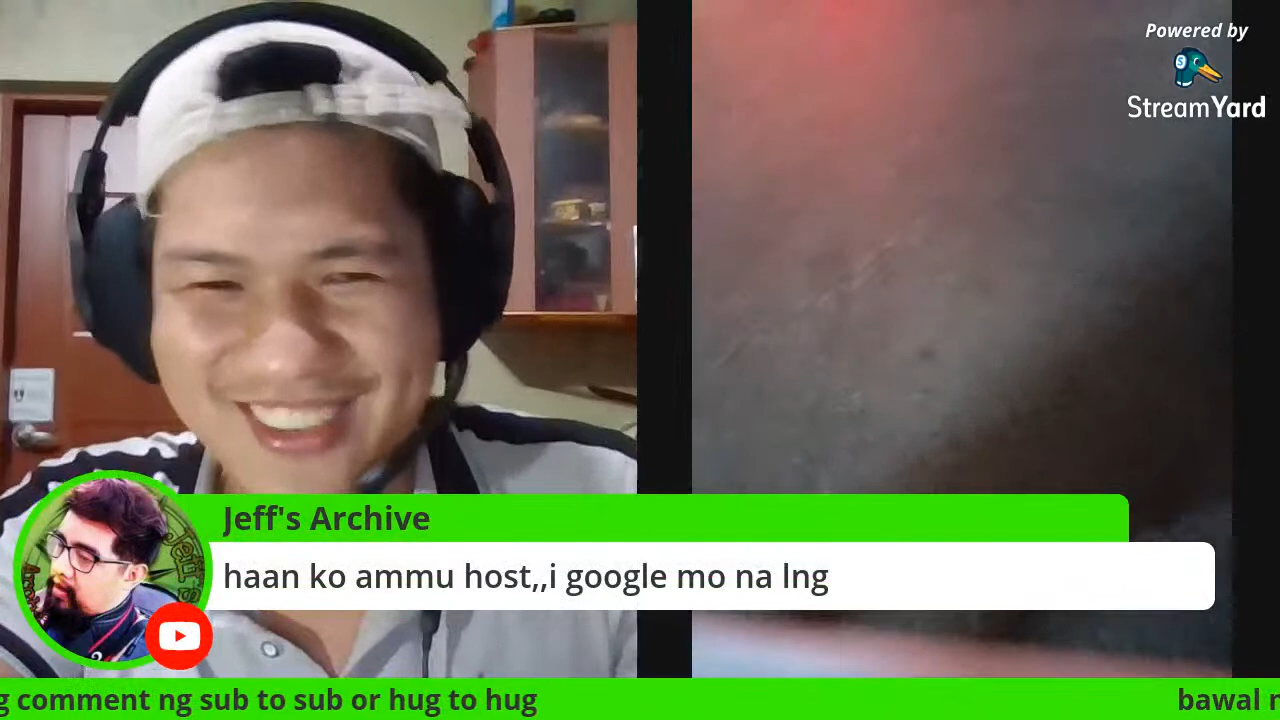 Powered by
StreamYard
Jeff's Archive
haan ko ammu host,,i google mo na lng
g comment ng sub to sub or hug to hug
bawal